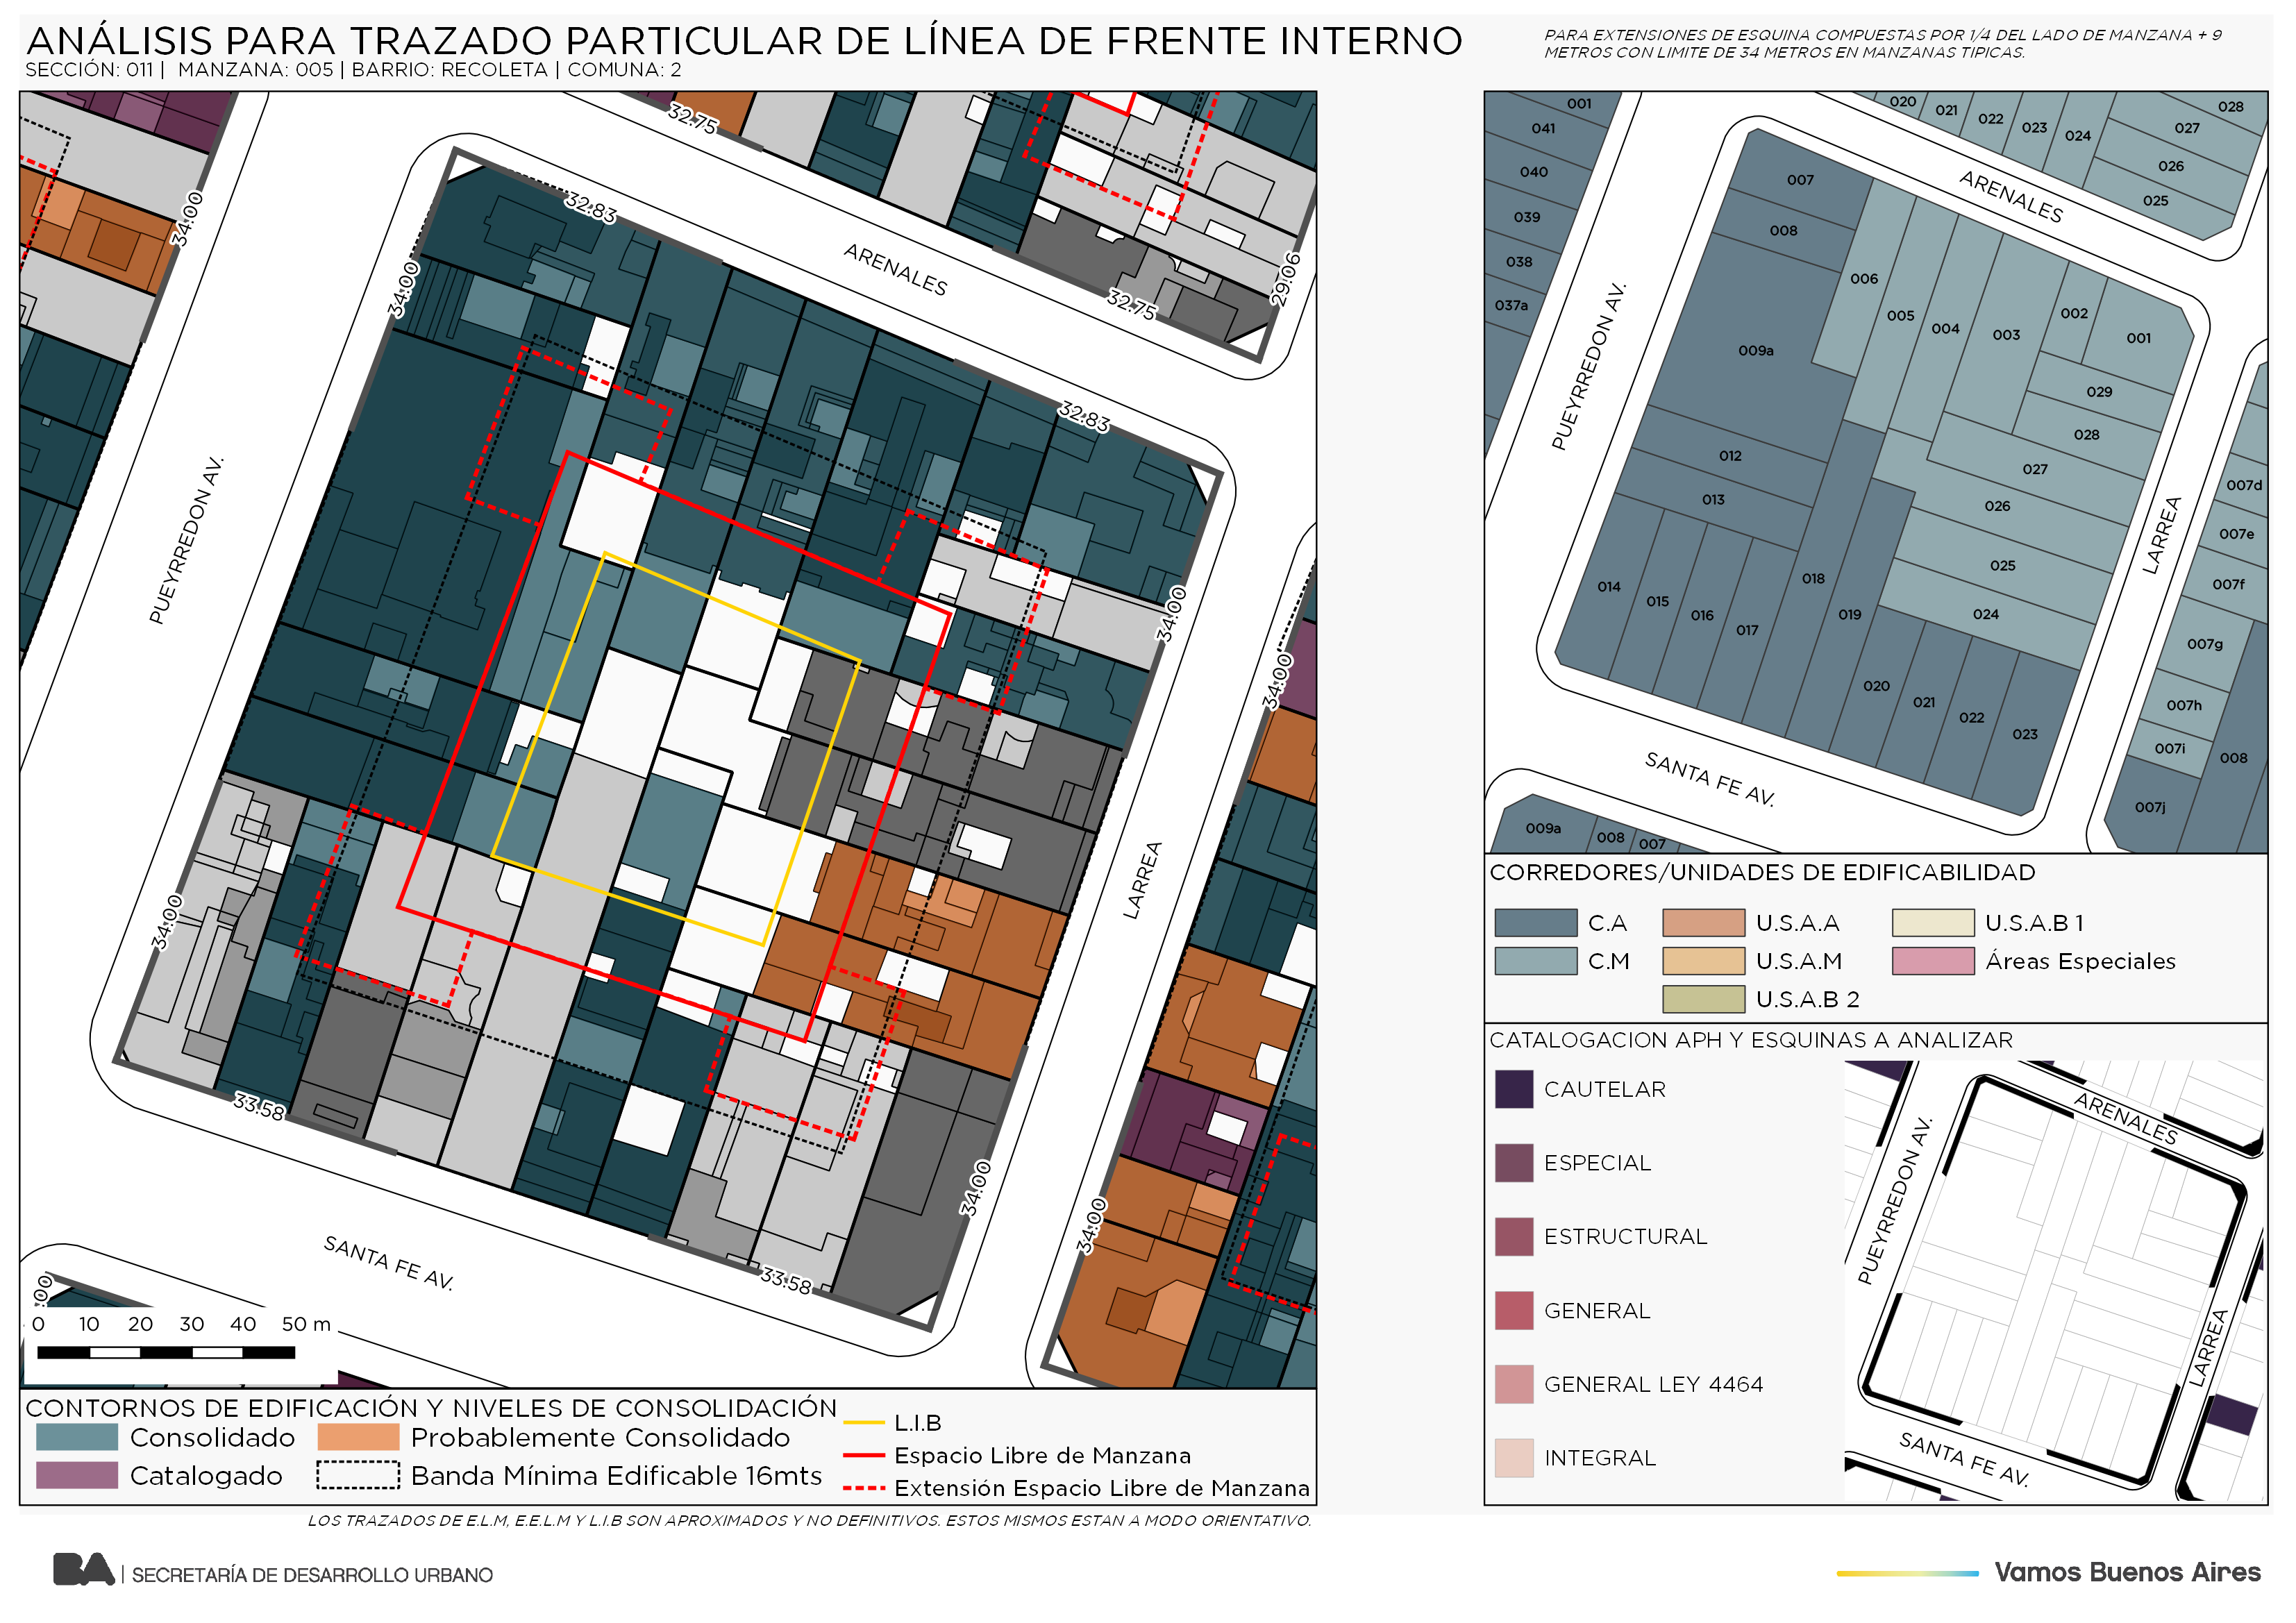 ANÁLISIS PARA TRAZADO PARTICULAR DE LÍNEA DE FRENTE INTERNO
SECCIÓN: 011 | MANZANA: 005 | BARRIO: RECOLETA | COMUNA: 2
PARA EXTENSIONES DE ESQUINA COMPUESTAS POR 1/4 DEL LADO DE MANZANA + 9
METROS CON LIMITE DE 34 METROS EN MANZANAS TIPICAS.
32.75
34:00
32.83
34:00
ARENALES
32.75
29:06
32.83
PUEYRREDON AV.
34:00
34:00
LARREA
34:00
33.58
34:00
34:00
SANTA FE AV.
33.58
:00
0 10 20 30 40 50 m
CONTORNOS DE EDIFICACIÓN Y NIVELES DE CONSOLIDACIÓN
Consolidado
Probablemente Consolidado
Catalogado
Banda Mínima Edificable 16mts
L.I.B
Espacio Libre de Manzana
Extensión Espacio Libre de Manzana
LOS TRAZADOS DE E.L.M, E.E.L.M Y L.I.B SON APROXIMADOS Y NO DEFINITIVOS. ESTOS MISMOS ESTAN A MODO ORIENTATIVO.
001
041
040
039
038
037a
020
021
022
023
024
028
027
026
025
ARENALES
007
008
009a
006
005
004
003
002
001
029
028
027
026
025
024
012
013
014
015
016
017
018
019
020
021
022
023
PUEYRREDON AV.
LARREA
SANTA FE AV.
007d
007e
007f
007g
007h
007i
007j
008
009a
008
007
CORREDORES/UNIDADES DE EDIFICABILIDAD
C.A
U.S.A.A
U.S.A.B 1
C.M
U.S.A.M
Áreas Especiales
U.S.A.B 2
CATALOGACION APH Y ESQUINAS A ANALIZAR
CAUTELAR
ESPECIAL
ESTRUCTURAL
GENERAL
GENERAL LEY 4464
INTEGRAL
ARENALES
PUEYRREDON AV.
LARREA
SANTA FE AV.
BA | SECRETARÍA DE DESARROLLO URBANO
Vamos Buenos Aires